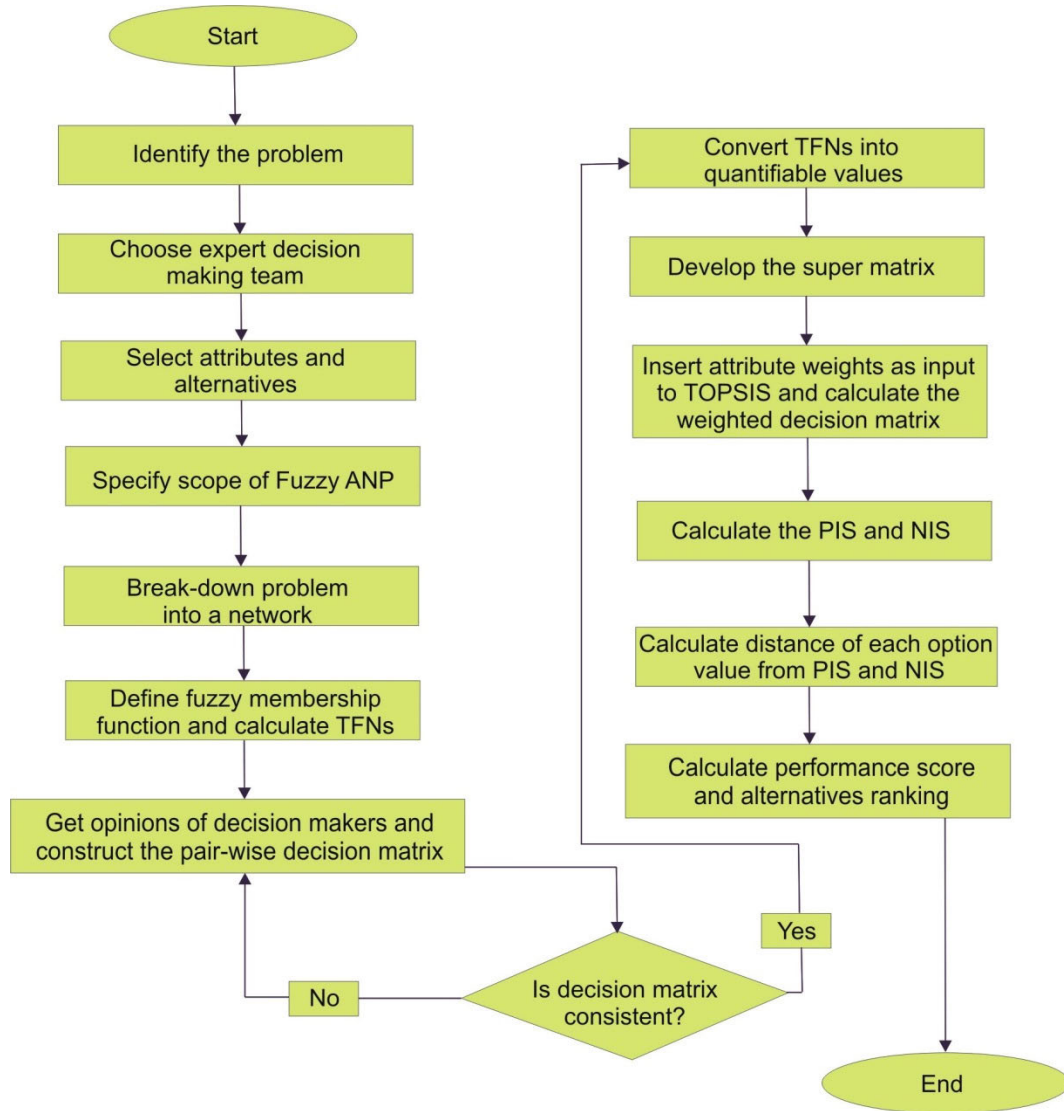 Start
Identify the problem
Choose expert decision
making team
Select attributes and
alternatives
Specify scope of Fuzzy ANP
Break-down problem
into a network
Define fuzzy membership
function and calculate TFNs
Get opinions of decision makers and
construct the pair-wise decision matrix
Is decision matrix
consistent?
No
Yes
Convert TFNs into
quantifiable values
Develop the super matrix
Insert attribute weights as input
to TOPSIS and calculate the
weighted decision matrix
Calculate the PIS and NIS
Calculate distance of each option
value from PIS and NIS
Calculate performance score
and alternatives ranking
End